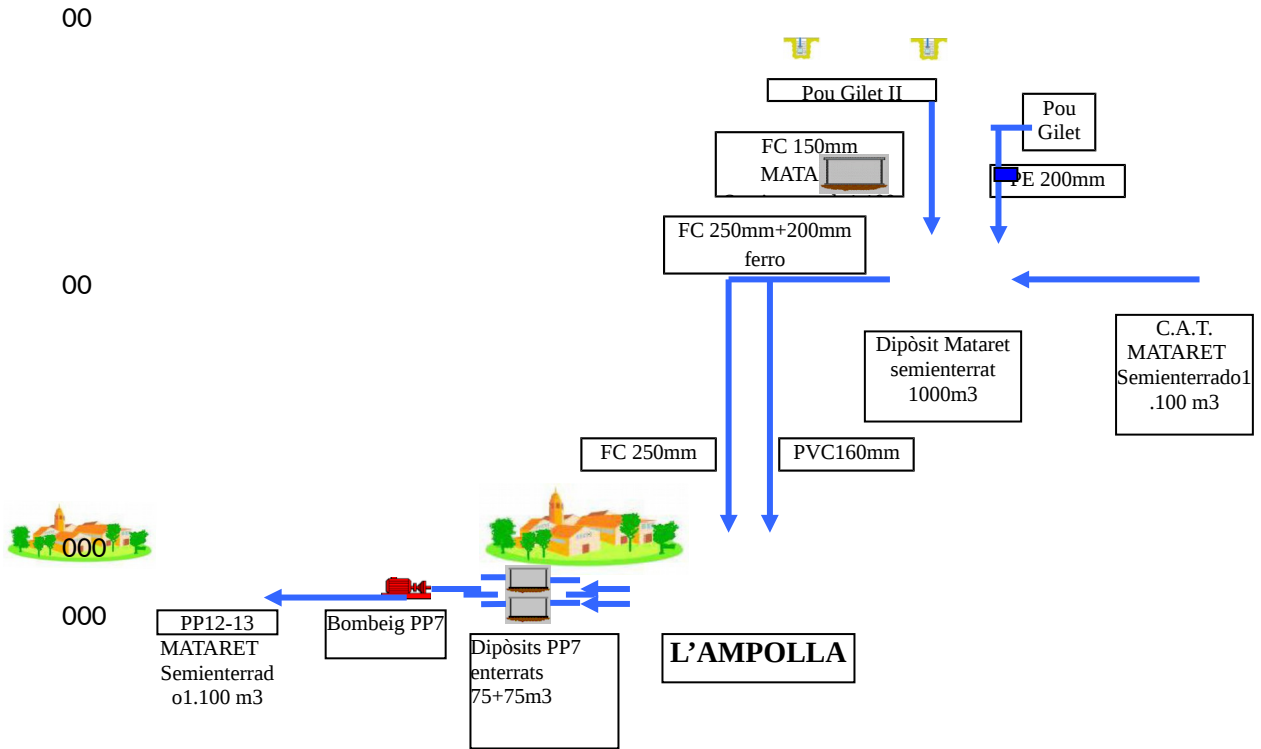 00
Pou Gilet II
Pou
Gilet
FC 150mm
MATA
PE 200mm
FC 250mm+200mm
ferro
00
Dipòsit Mataret
semienterrat
1000m3
C.A.T.
MATARET
Semienterrado1
.100 m3
FC 250mm
PVC160mm
000
000
PP12-13
MATARET
Semienterrad
o1.100 m3
Bombeig PP7
Dipòsits PP7
enterrats
75+75m3
L’AMPOLLA